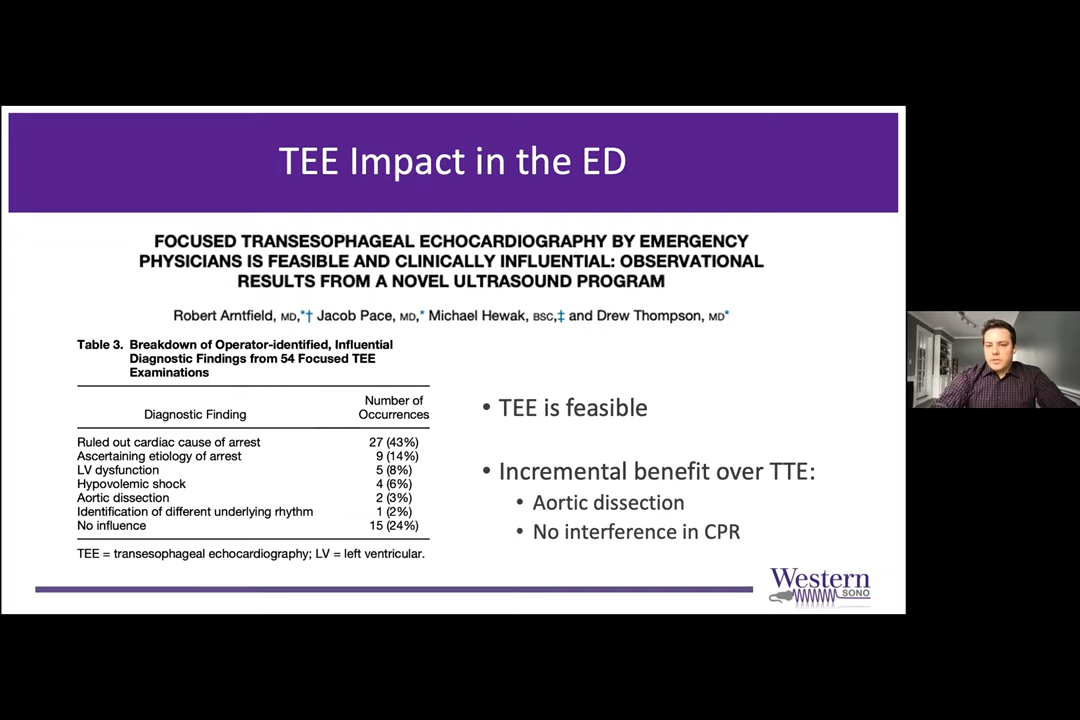 TEE Impact in the ED
FOCUSED TRANSESOPHAGEAL ECHOCARDIOGRAPHY BY EMERGENCY
PHYSICIANS IS FEASIBLE AND CLINICALLY INFLUENTIAL: OBSERVATIONAL
RESULTS FROM A NOVEL ULTRASOUND PROGRAM
Robert Arntfield, MD,*† Jacob Pace, MD,* Michael Hewak, BSC,‡ and Drew Thompson, MD*
Table 3. Breakdown of Operator-identified, Influential
Diagnostic Findings from 54 Focused TEE
Examinations
Diagnostic Finding Number of Occurrences
Ruled out cardiac cause of arrest 27 (43%)
Ascertaining etiology of arrest 9 (14%)
LV dysfunction 5 (8%)
Hypovolemic shock 4 (6%)
Aortic dissection 2 (3%)
Identification of different underlying rhythm 1 (2%)
No influence 15 (24%)
TEE = transesophageal echocardiography; LV = left ventricular.
• TEE is feasible
• Incremental benefit over TTE:
• Aortic dissection
• No interference in CPR
Western
SONO